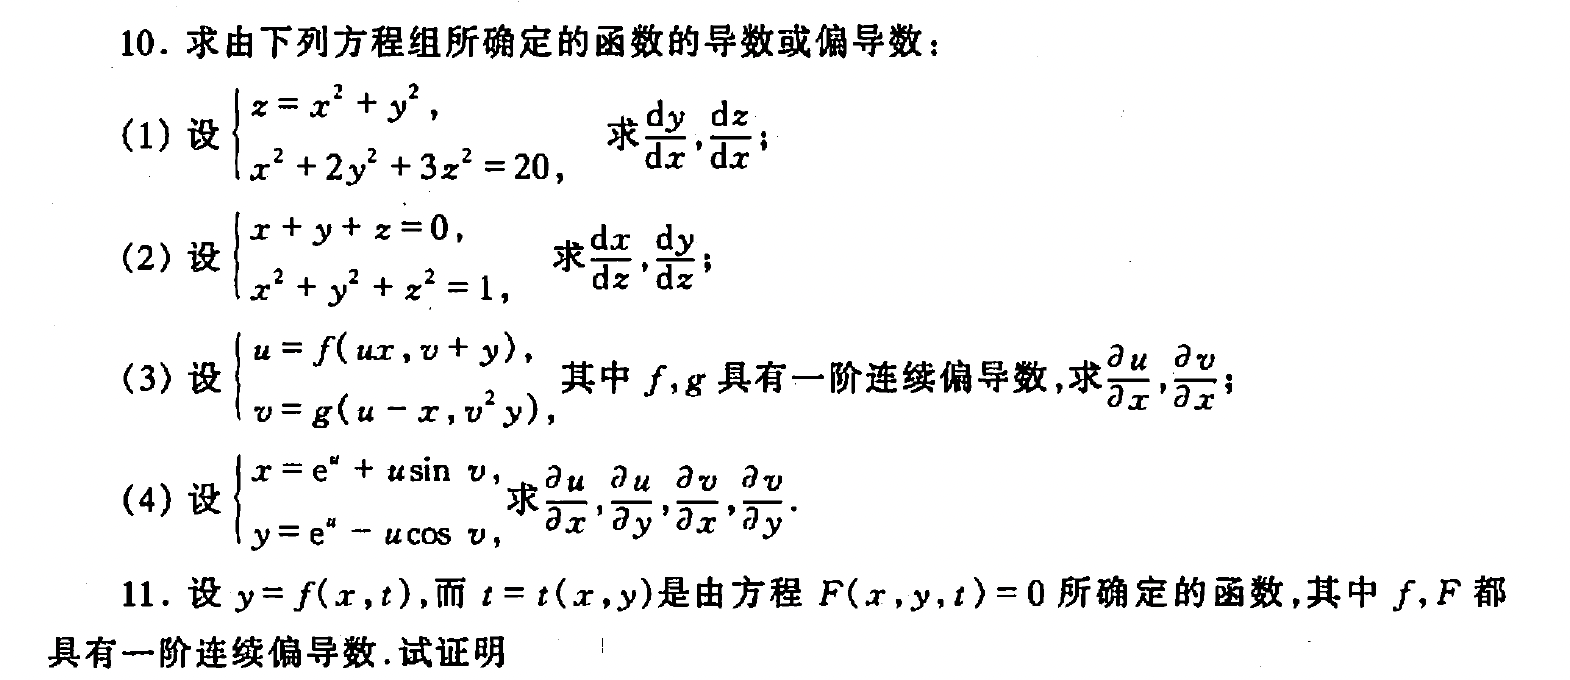 10. 求由下列方程组所确定的函数的导数或偏导数:
(1) 设 { z = x² + y², x² + 2y² + 3z² = 20, 求 dy/dx, dz/dx;
(2) 设 { x + y + z = 0, x² + y² + z² = 1, 求 dx/dz, dy/dz;
(3) 设 { u = f(ux, v + y), v = g(u - x, v²y), 其中 f,g 具有一阶连续偏导数,求 ∂u/∂x, ∂v/∂x;
(4) 设 { x = eᵘ + usin v, y = eᵘ - ucos v, 求 ∂u/∂x, ∂u/∂y, ∂v/∂x, ∂v/∂y.
11. 设 y = f(x,t),而 t = t(x,y)是由方程 F(x,y,t) = 0 所确定的函数,其中 f,F 都
具有一阶连续偏导数.试证明